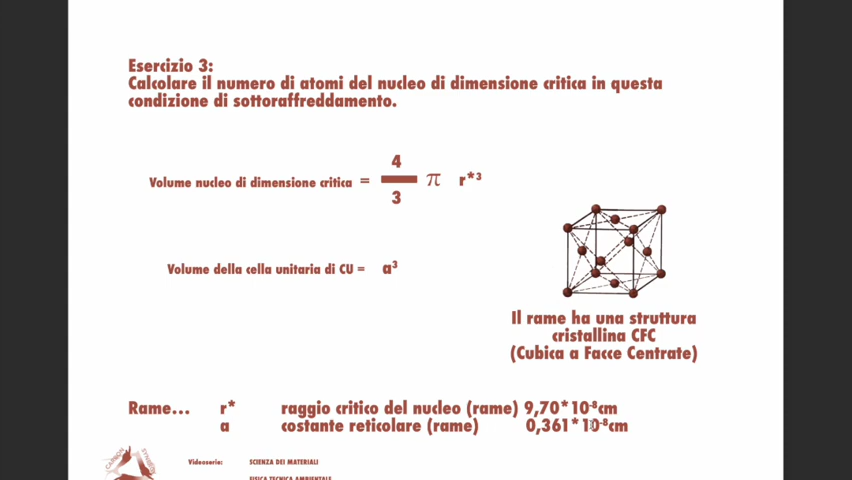 Esercizio 3:
Calcolare il numero di atomi del nucleo di dimensione critica in questa
condizione di sottoraffreddamento.
Volume nucleo di dimensione critica = 4/3 π r*³
Volume della cella unitaria di CU = a³
Il rame ha una struttura
cristallina CFC
(Cubica a Facce Centrate)
Rame... r* raggio critico del nucleo (rame) 9,70*10⁻⁸cm
a costante reticolare (rame) 0,361*10⁻⁸cm
Videoserie: SCIENZA DEI MATERIALI
FISICA TECNICA AMBIENTALE